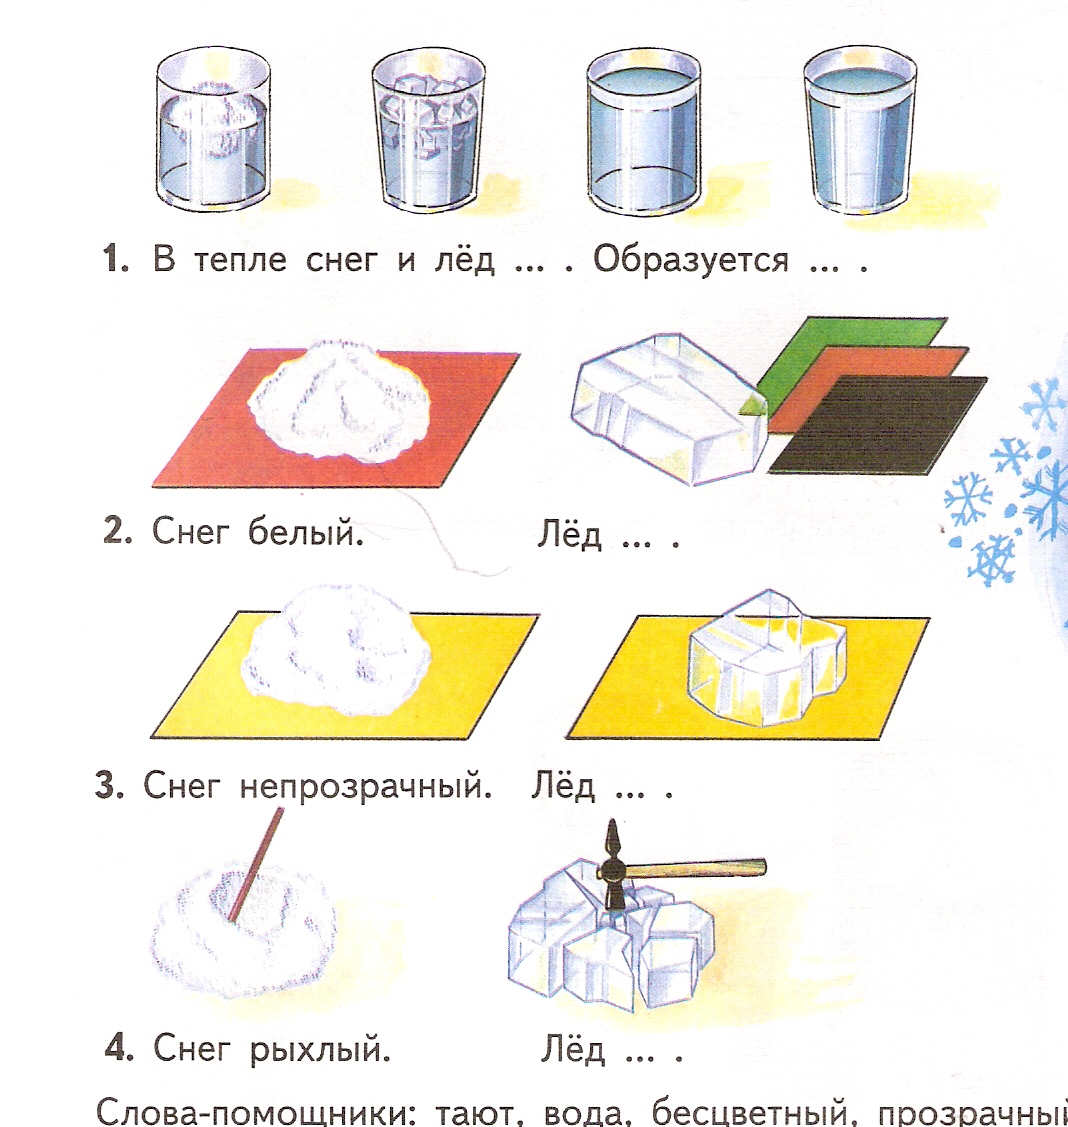 1. В тепле снег и лёд ... . Образуется ... .
2. Снег белый. Лёд ... .
3. Снег непрозрачный. Лёд ... .
4. Снег рыхлый. Лёд ... .
Слова-помощники: тают, вода, бесцветный, прозрачный